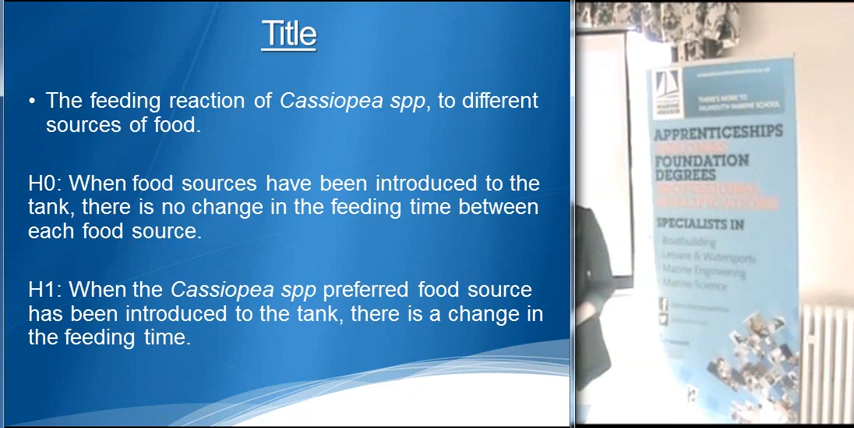 Title
• The feeding reaction of Cassiopea spp, to different
sources of food.
H0: When food sources have been introduced to the
tank, there is no change in the feeding time between
each food source.
H1: When the Cassiopea spp preferred food source
has been introduced to the tank, there is a change in
the feeding time.
THERE'S MORE TO
FALMOUTH MARINE SCHOOL
APPRENTICESHIPS
FOUNDATION
DEGREES
PROFESSIONAL
QUALIFICATIONS
SPECIALISTS IN
Boatbuilding
Leisure & Watersports
Marine Engineering
Marine Science